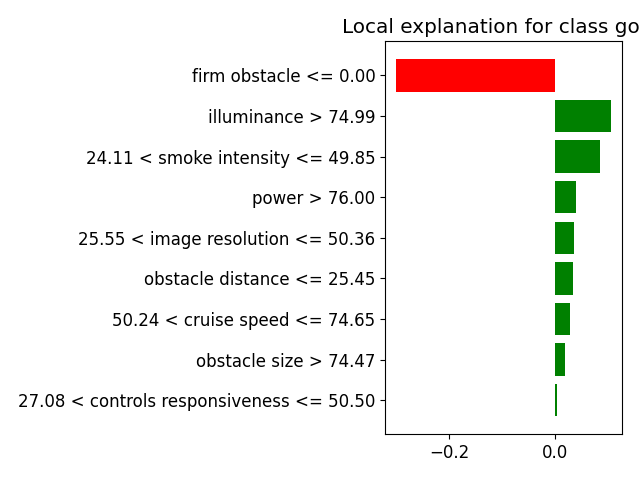 Local explanation for class go
firm obstacle <= 0.00
illuminance > 74.99
24.11 < smoke intensity <= 49.85
power > 76.00
25.55 < image resolution <= 50.36
obstacle distance <= 25.45
50.24 < cruise speed <= 74.65
obstacle size > 74.47
27.08 < controls responsiveness <= 50.50
−0.2 0.0